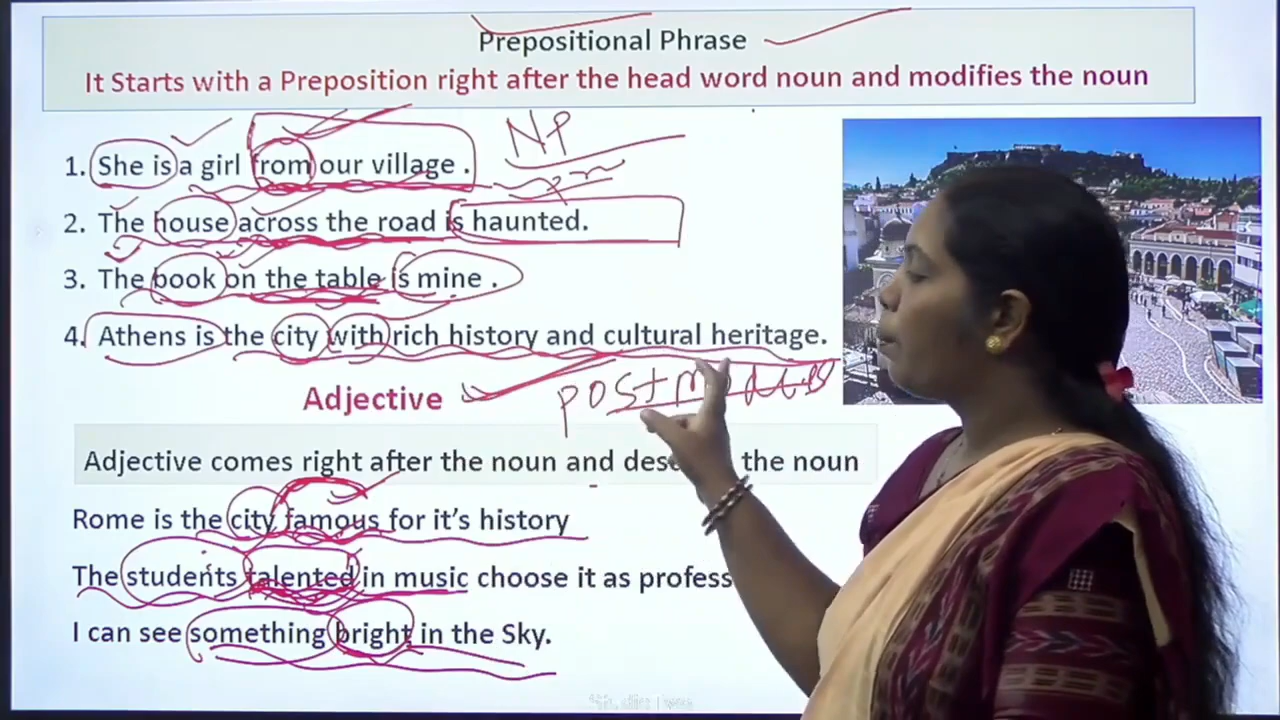 Prepositional Phrase
It Starts with a Preposition right after the head word noun and modifies the noun
1. She is a girl from our village .
NP
2. The house across the road is haunted.
3. The book on the table is mine .
4. Athens is the city with rich history and cultural heritage.
Adjective
Adjective comes right after the noun and the noun
Rome is the city famous for it's history
The students talented in music choose it as profess
I can see something bright in the Sky.